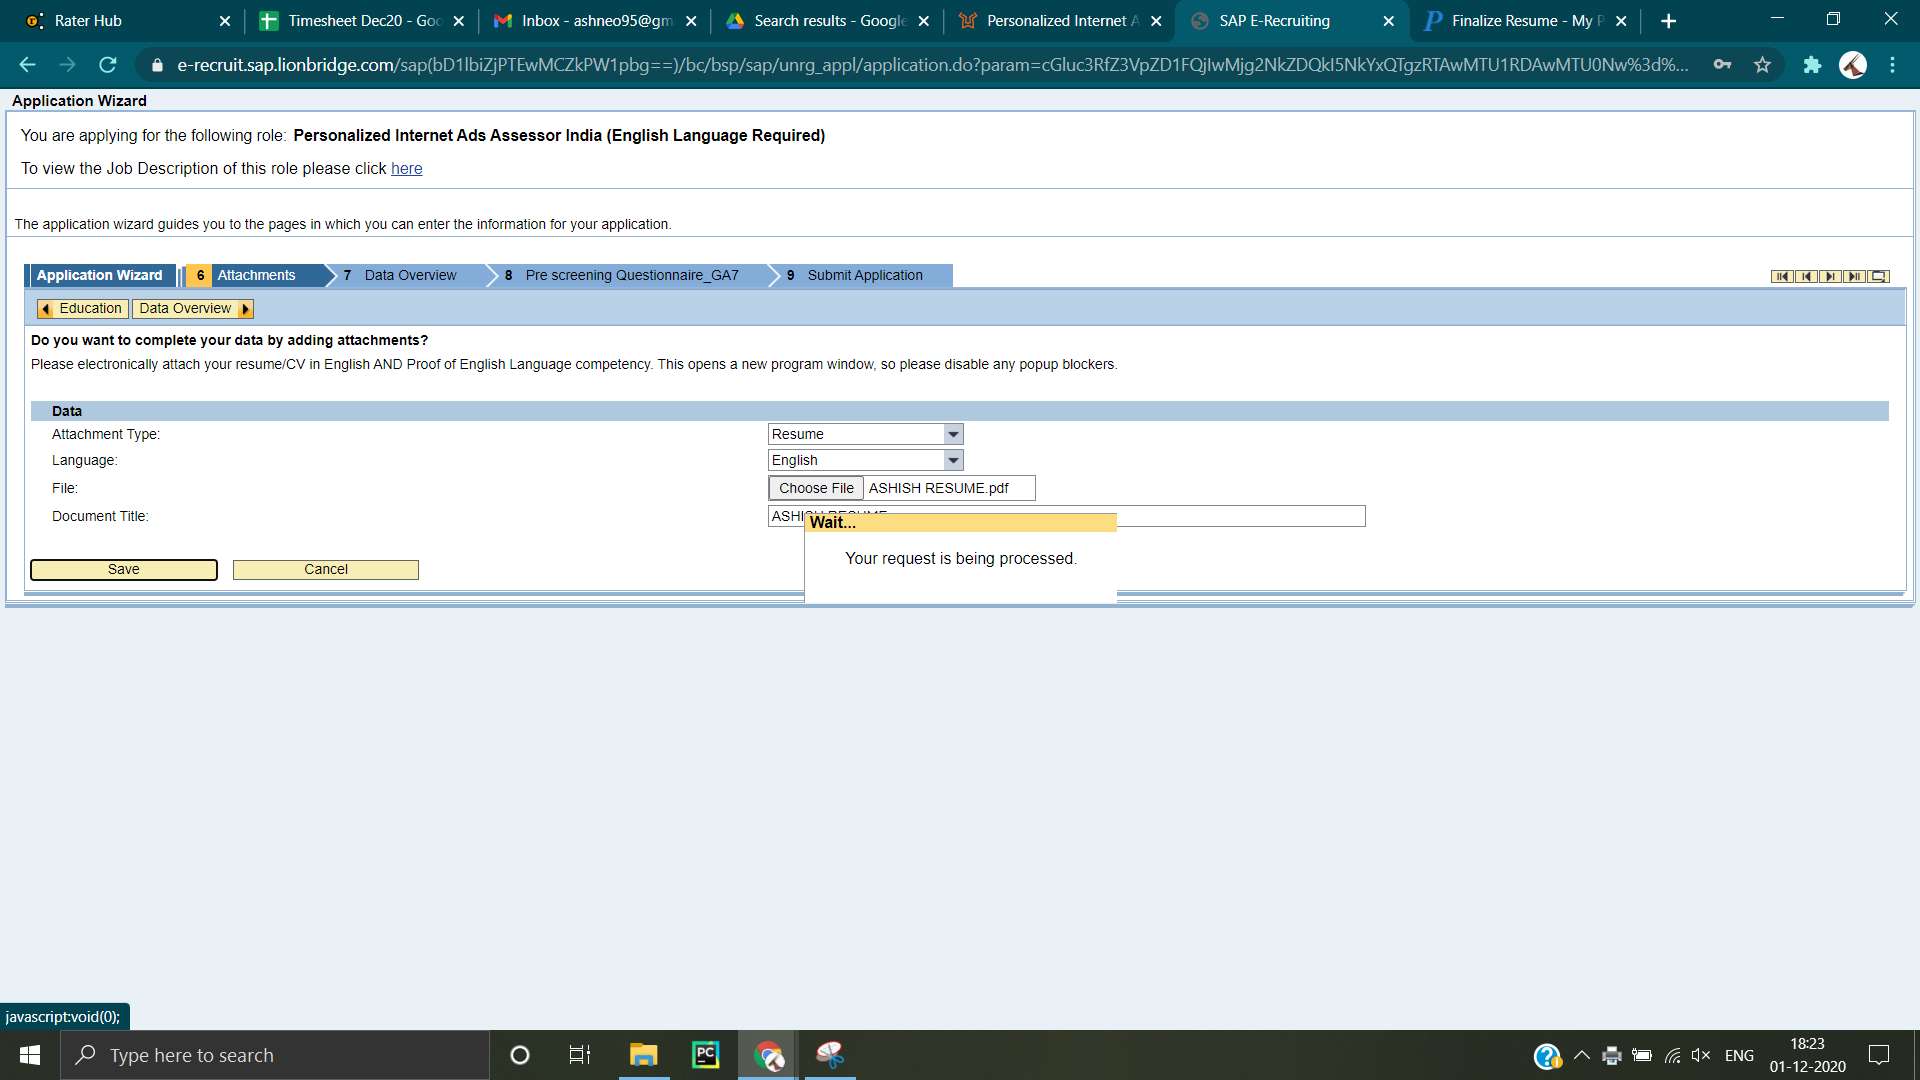 Rater Hub
Timesheet Dec20 - Goo
Inbox - ashneo95@gm
Search results - Google
Personalized Internet A
SAP E-Recruiting
Finalize Resume - My P
e-recruit.sap.lionbridge.com/sap(bD1lbiZjPTEwMCZkPW1pbg==)/bc/bsp/sap/unrg_appl/application.do?param=cGluc3RfZ3VpZD1FQjIwMjg2NkZDQkI5NkYxQTgzRTAwMTU1RDAwMTU0Nw%3d%...
Application Wizard
You are applying for the following role: Personalized Internet Ads Assessor India (English Language Required)
To view the Job Description of this role please click here
The application wizard guides you to the pages in which you can enter the information for your application.
Application Wizard 6 Attachments 7 Data Overview 8 Pre screening Questionnaire_GA7 9 Submit Application
Education Data Overview
Do you want to complete your data by adding attachments?
Please electronically attach your resume/CV in English AND Proof of English Language competency. This opens a new program window, so please disable any popup blockers.
Data
Attachment Type: Resume
Language: English
File: Choose File ASHISH RESUME.pdf
Document Title: ASHISH RESUME
Wait...
Your request is being processed.
Save Cancel
javascript:void(0);
Type here to search
PC
ENG
18:23
01-12-2020